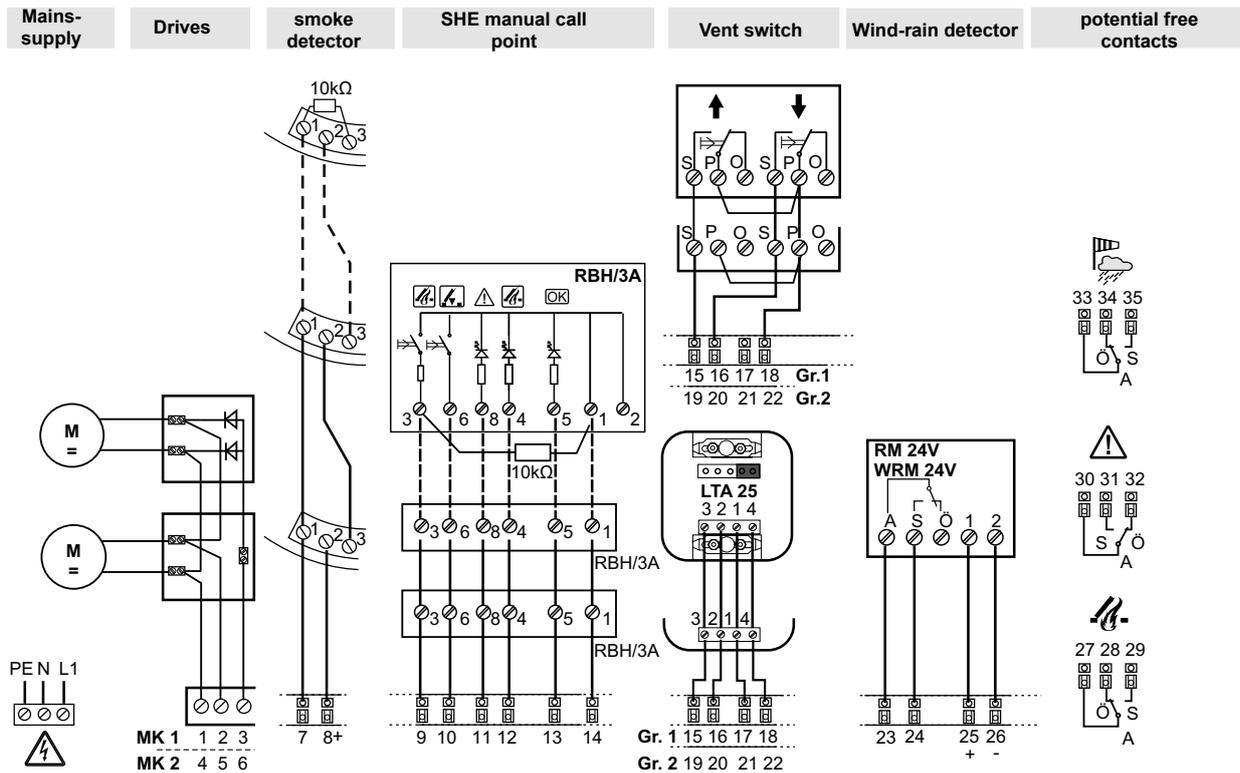 Mains-
supply
Drives
smoke
detector
SHE manual call
point
Vent switch
Wind-rain detector
potential free
contacts
M
=
M
=
PE N L1
MK 1 1 2 3
MK 2 4 5 6
10kΩ
1 2 3
1 2 3
1 2 3
7 8+
RBH/3A
OK
3 6 8 4 5 1 2
10kΩ
3 6 8 4 5 1
RBH/3A
3 6 8 4 5 1
RBH/3A
9 10 11 12 13 14
S P O S P O
S P O S P O
15 16 17 18 Gr.1
19 20 21 22 Gr.2
LTA 25
3 2 1 4
3 2 1 4
Gr. 1 15 16 17 18
Gr. 2 19 20 21 22
RM 24V
WRM 24V
A S Ö 1 2
23 24 25 26
+ -
33 34 35
Ö S
A
30 31 32
S Ö
A
27 28 29
Ö S
A